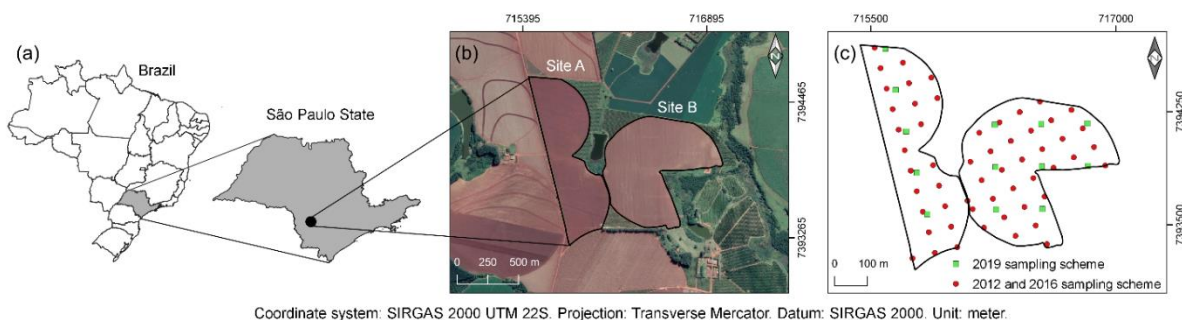 (a)
Brazil
São Paulo State
715395
716895
(b)
Site A
Site B
7394465
7393265
0 250 500 m
715500
717000
(c)
7394250
7393500
0 100 m
2019 sampling scheme
2012 and 2016 sampling scheme
N
N
Coordinate system: SIRGAS 2000 UTM 22S. Projection: Transverse Mercator. Datum: SIRGAS 2000. Unit: meter.